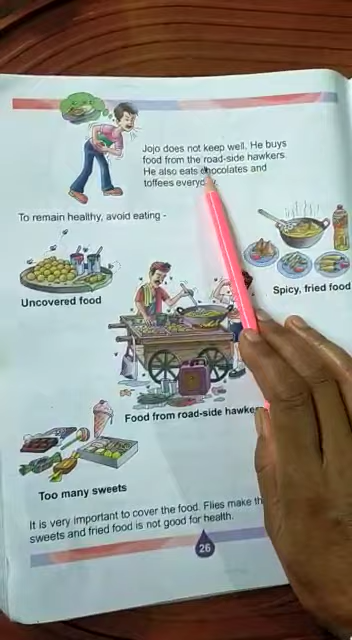 Jojo does not keep well. He buys
food from the road-side hawkers.
He also eats chocolates and
toffees everyday.
To remain healthy, avoid eating -
Uncovered food
Spicy, fried food
Food from road-side hawke
Too many sweets
It is very important to cover the food. Flies make th
sweets and fried food is not good for health.
26